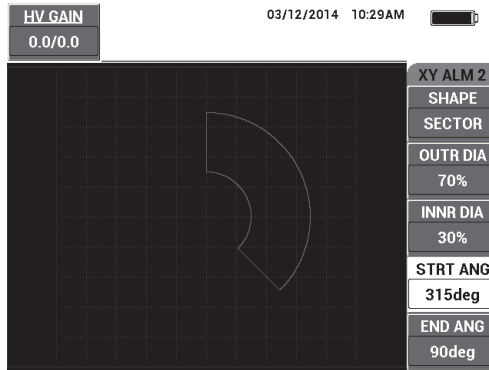 HV GAIN
0.0/0.0
03/12/2014 10:29AM
XY ALM 2
SHAPE
SECTOR
OUTR DIA
70%
INNR DIA
30%
STRT ANG
315deg
END ANG
90deg